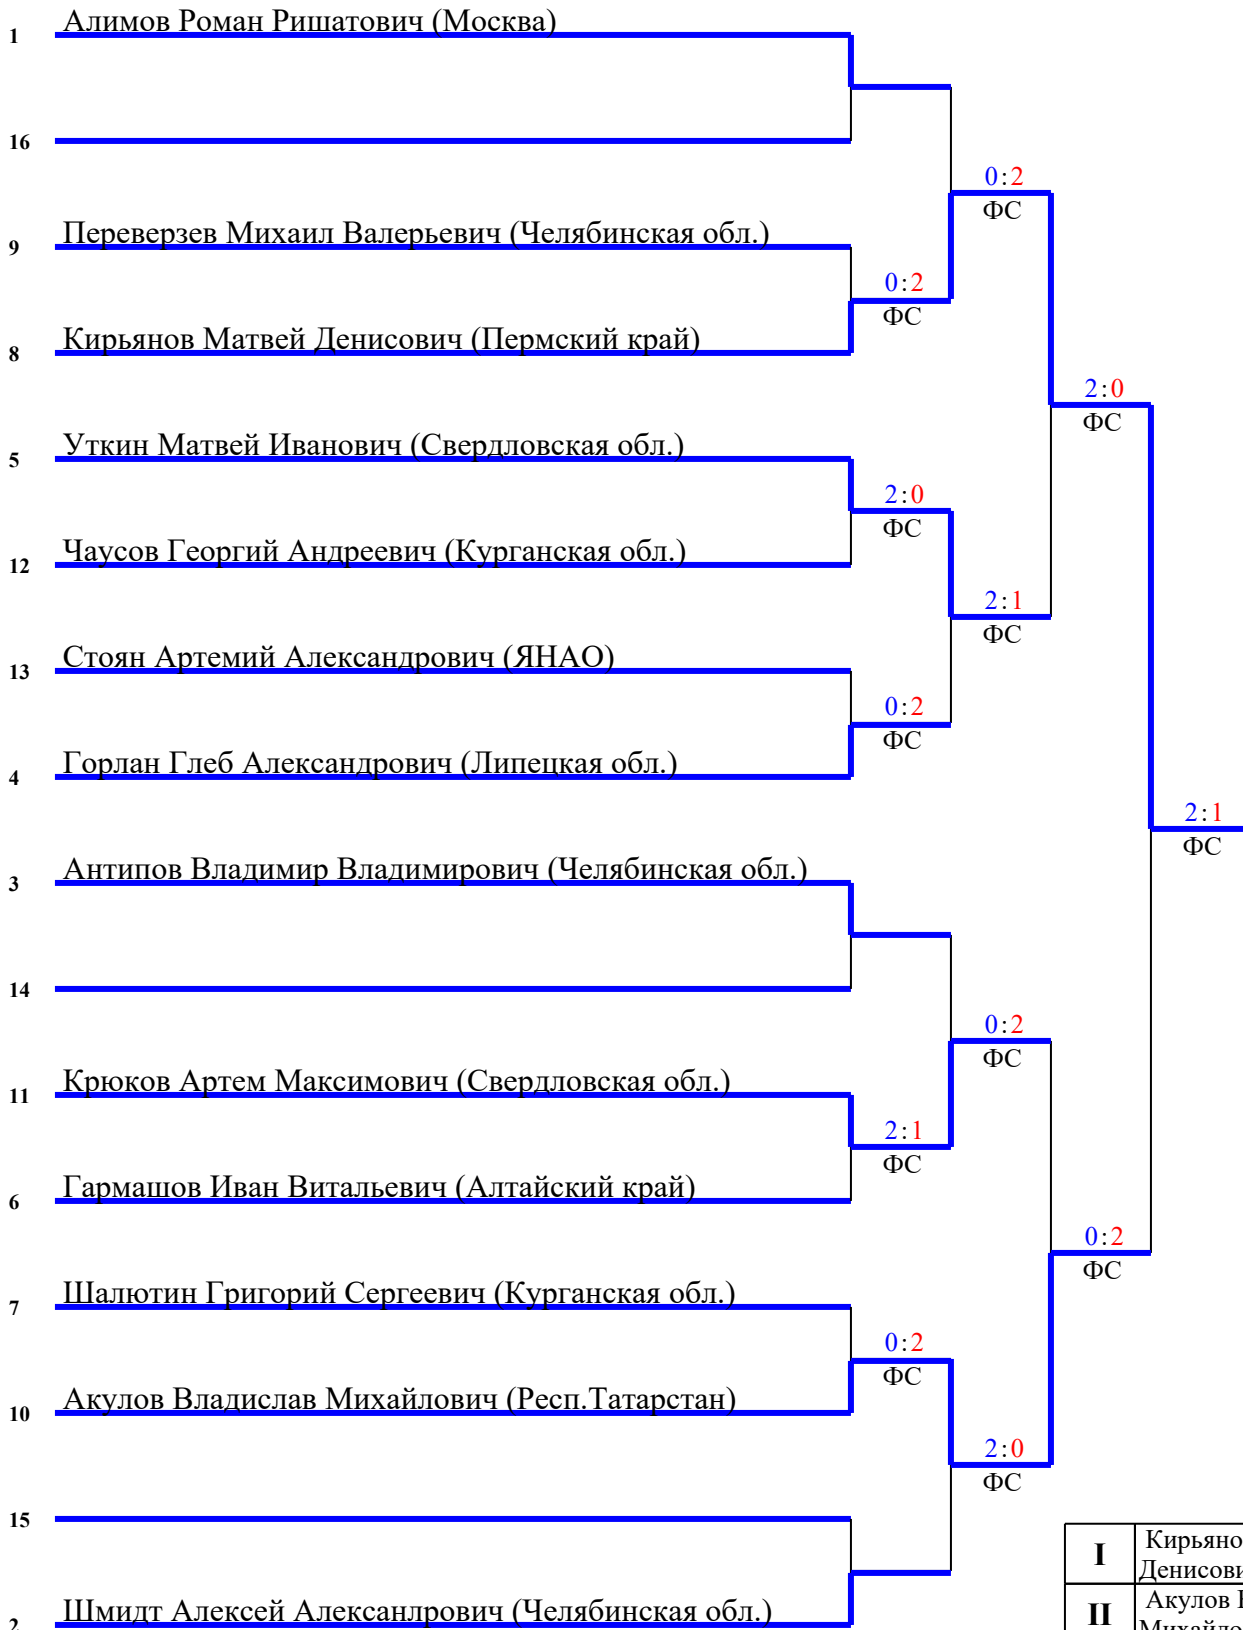 1 Алимов Роман Ришатович (Москва)
16
0:2
ФС
9 Переверзев Михаил Валерьевич (Челябинская обл.)
0:2
ФС
8 Кирьянов Матвей Денисович (Пермский край)
2:0
ФС
5 Уткин Матвей Иванович (Свердловская обл.)
2:0
ФС
12 Чаусов Георгий Андреевич (Курганская обл.)
2:1
ФС
13 Стоян Артемий Александрович (ЯНАО)
0:2
ФС
4 Горлан Глеб Александрович (Липецкая обл.)
2:1
ФС
3 Антипов Владимир Владимирович (Челябинская обл.)
14
0:2
ФС
11 Крюков Артем Максимович (Свердловская обл.)
2:1
ФС
6 Гармашов Иван Витальевич (Алтайский край)
0:2
ФС
7 Шалютин Григорий Сергеевич (Курганская обл.)
0:2
ФС
10 Акулов Владислав Михайлович (Респ.Татарстан)
2:0
ФС
15
I Кирьяно
Денисови
2 Шмидт Алексей Алексанлрович (Челябинская обл.)
II Акулов
Михайло